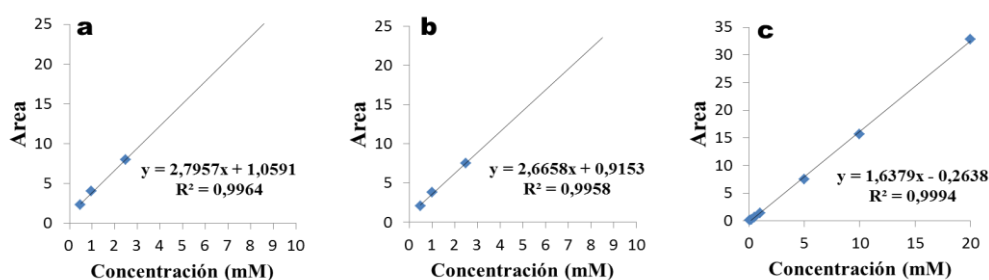 a
25
20
15
10
5
0
Area
y = 2,7957x + 1,0591
R² = 0,9964
0 1 2 3 4 5 6 7 8 9 10
Concentración (mM)
b
25
20
15
10
5
0
Area
y = 2,6658x + 0,9153
R² = 0,9958
0 1 2 3 4 5 6 7 8 9 10
Concentración (mM)
c
35
30
25
20
15
10
5
0
Area
y = 1,6379x - 0,2638
R² = 0,9994
0 5 10 15 20
Concentración (mM)